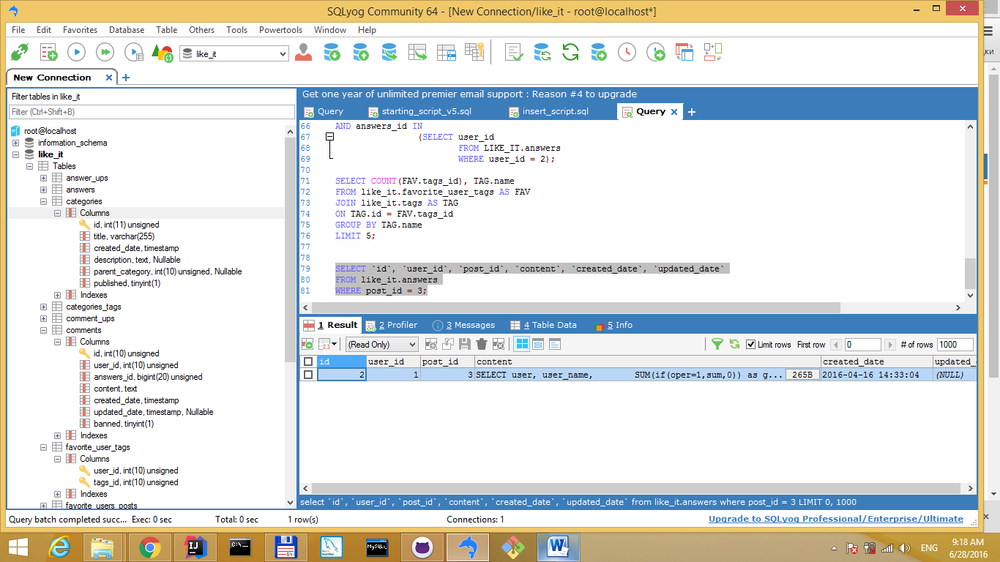 SQLyog Community 64 - [New Connection/like_it - root@localhost*]
File Edit Favorites Database Table Others Tools Powertools Window Help
like_it
New Connection
Filter tables in like_it
Filter (Ctrl+Shift+B)
root@localhost
information_schema
like_it
Tables
answer_ups
answers
categories
Columns
id, int(11) unsigned
title, varchar(255)
created_date, timestamp
description, text, Nullable
parent_category, int(10) unsigned, Nullable
published, tinyint(1)
Indexes
categories_tags
comment_ups
comments
Columns
id, int(10) unsigned
user_id, int(10) unsigned
answers_id, bigint(20) unsigned
content, text
created_date, timestamp
updated_date, timestamp, Nullable
banned, tinyint(1)
Indexes
favorite_user_tags
Columns
user_id, int(10) unsigned
tags_id, int(10) unsigned
Indexes
favorite_users_posts
Get one year of unlimited premier email support : Reason #4 to upgrade
Query starting_script_v5.sql insert_script.sql Query
66 AND answers_id IN
67 (SELECT user_id
68 FROM LIKE_IT.answers
69 WHERE user_id = 2);
70
71 SELECT COUNT(FAV.tags_id), TAG.name
72 FROM like_it.favorite_user_tags AS FAV
73 JOIN like_it.tags AS TAG
74 ON TAG.id = FAV.tags_id
75 GROUP BY TAG.name
76 LIMIT 5;
77
78
79 SELECT `id`, `user_id`, `post_id`, `content`, `created_date`, `updated_date`
80 FROM like_it.answers
81 WHERE post_id = 3;
1 Result 2 Profiler 3 Messages 4 Table Data 5 Info
(Read Only) Limit rows First row 0 # of rows 1000
id user_id post_id content created_date updated_
2 1 3 SELECT user, user_name, SUM(if(oper=1,sum,0)) as g... 265B 2016-04-16 14:33:04 (NULL)
select `id`, `user_id`, `post_id`, `content`, `created_date`, `updated_date` from like_it.answers where post_id = 3 LIMIT 0, 1000
Query batch completed succ... Exec: 0 sec Total: 0 sec 1 row(s) Connections: 1 Upgrade to SQLyog Professional/Enterprise/Ultimate
ENG
9:18 AM
6/28/2016